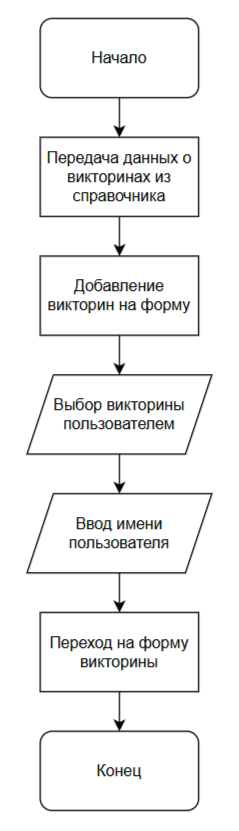 Начало
Передача данных о
викторинах из
справочника
Добавление
викторин на форму
Выбор викторины
пользователем
Ввод имени
пользователя
Переход на форму
викторины
Конец